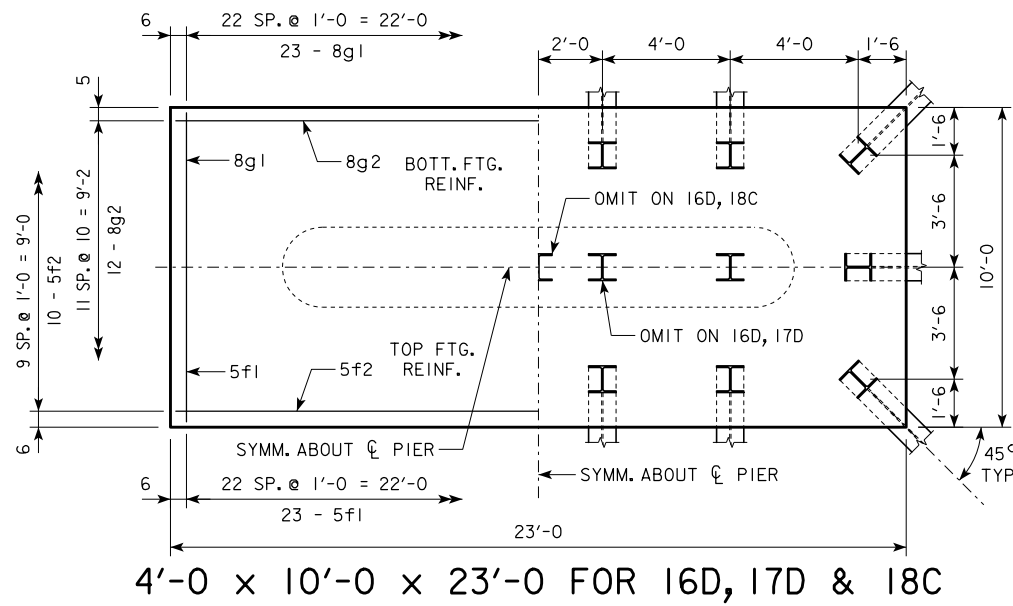 6
22 SP. @ 1'-0 = 22'-0
23 - 8g1
2'-0
4'-0
4'-0
1'-6
5
8g1
8g2
BOTT. FTG.
REINF.
OMIT ON 16D, 18C
1'-6
3'-6
10'-0
3'-6
1'-6
9 SP. @ 1'-0 = 9'-0
10 - 5f2
11 SP. @ 10 = 9'-2
12 - 8g2
OMIT ON 16D, 17D
TOP FTG.
REINF.
5f1
5f2
6
SYMM. ABOUT ℄ PIER
SYMM. ABOUT ℄ PIER
45°
TYP
6
22 SP. @ 1'-0 = 22'-0
23 - 5f1
23'-0
4'-0 x 10'-0 x 23'-0 FOR 16D, 17D & 18C